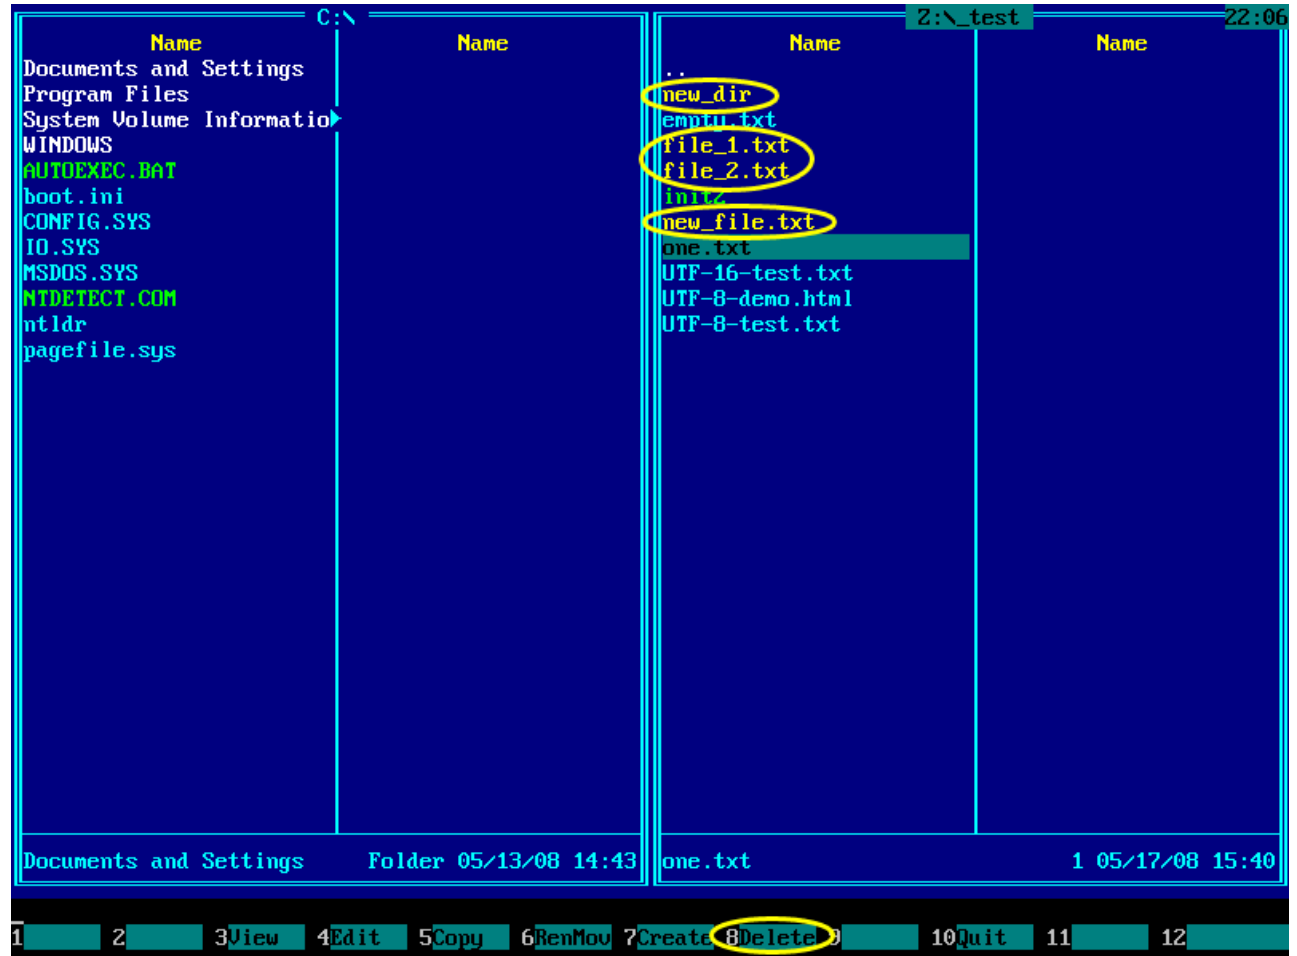 C:\
Name Name
Documents and Settings
Program Files
System Volume Informatio
WINDOWS
AUTOEXEC.BAT
boot.ini
CONFIG.SYS
IO.SYS
MSDOS.SYS
NTDETECT.COM
ntldr
pagefile.sys
Documents and Settings Folder 05/13/08 14:43
Z:\_test 22:06
Name Name
..
new_dir
empty.txt
file_1.txt
file_2.txt
init2
new_file.txt
one.txt
UTF-16-test.txt
UTF-8-demo.html
UTF-8-test.txt
one.txt 1 05/17/08 15:40
1 2 3View 4Edit 5Copy 6RenMov 7Create 8Delete 9 10Quit 11 12